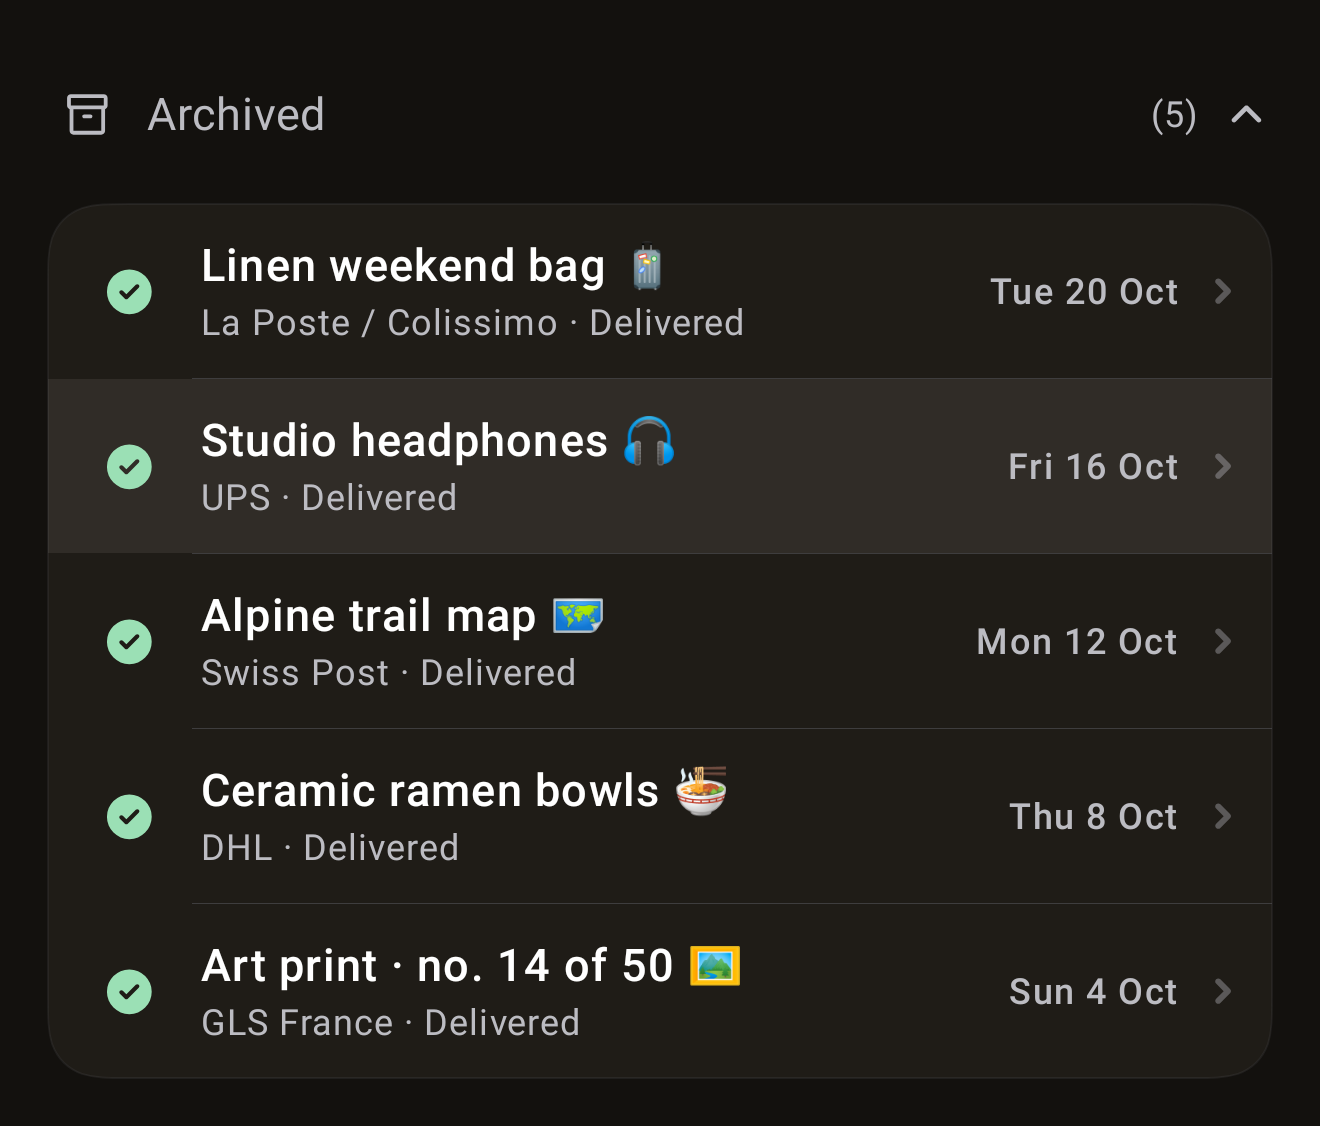 Archived (5)
Linen weekend bag 🧳
La Poste / Colissimo · Delivered
Tue 20 Oct
Studio headphones 🎧
UPS · Delivered
Fri 16 Oct
Alpine trail map 🗺️
Swiss Post · Delivered
Mon 12 Oct
Ceramic ramen bowls 🍜
DHL · Delivered
Thu 8 Oct
Art print · no. 14 of 50 🖼️
GLS France · Delivered
Sun 4 Oct